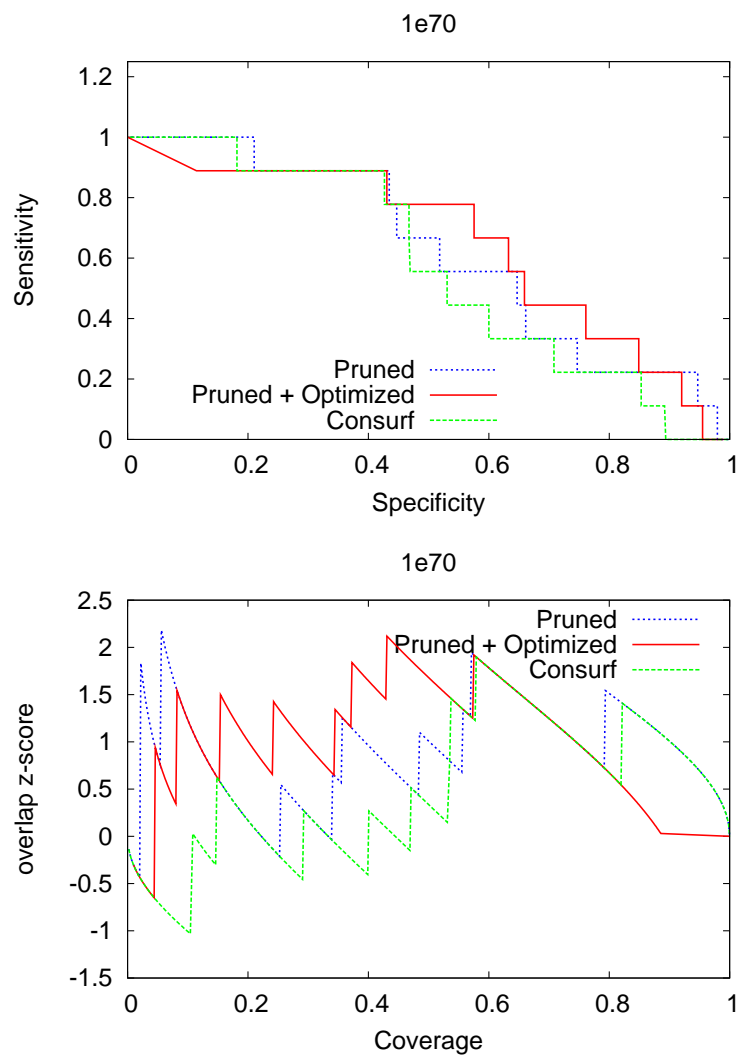 1e70
1.2
1
0.8
0.6
0.4
0.2
0
Sensitivity
Pruned
Pruned + Optimized
Consurf
0 0.2 0.4 0.6 0.8 1
Specificity
1e70
2.5
2
1.5
1
0.5
0
-0.5
-1
-1.5
overlap z-score
Pruned
Pruned + Optimized
Consurf
0 0.2 0.4 0.6 0.8 1
Coverage